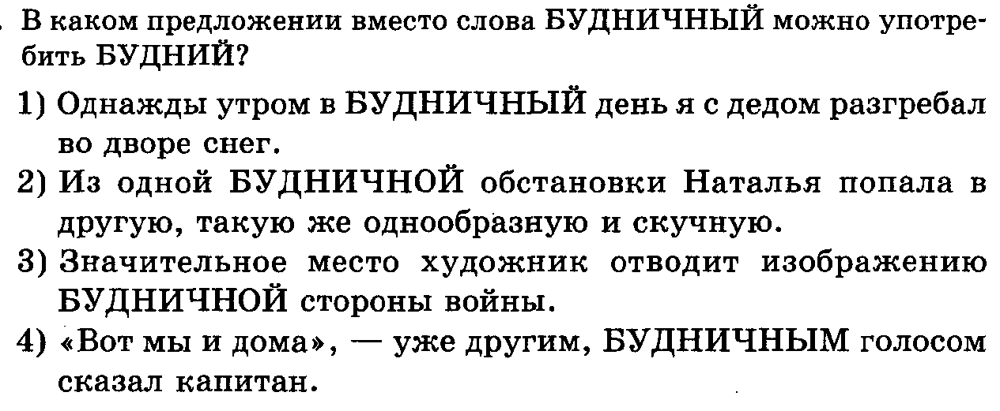 . В каком предложении вместо слова БУДНИЧНЫЙ можно употре-
бить БУДНИЙ?
1) Однажды утром в БУДНИЧНЫЙ день я с дедом разгребал
во дворе снег.
2) Из одной БУДНИЧНОЙ обстановки Наталья попала в
другую, такую же однообразную и скучную.
3) Значительное место художник отводит изображению
БУДНИЧНОЙ стороны войны.
4) «Вот мы и дома», — уже другим, БУДНИЧНЫМ голосом
сказал капитан.